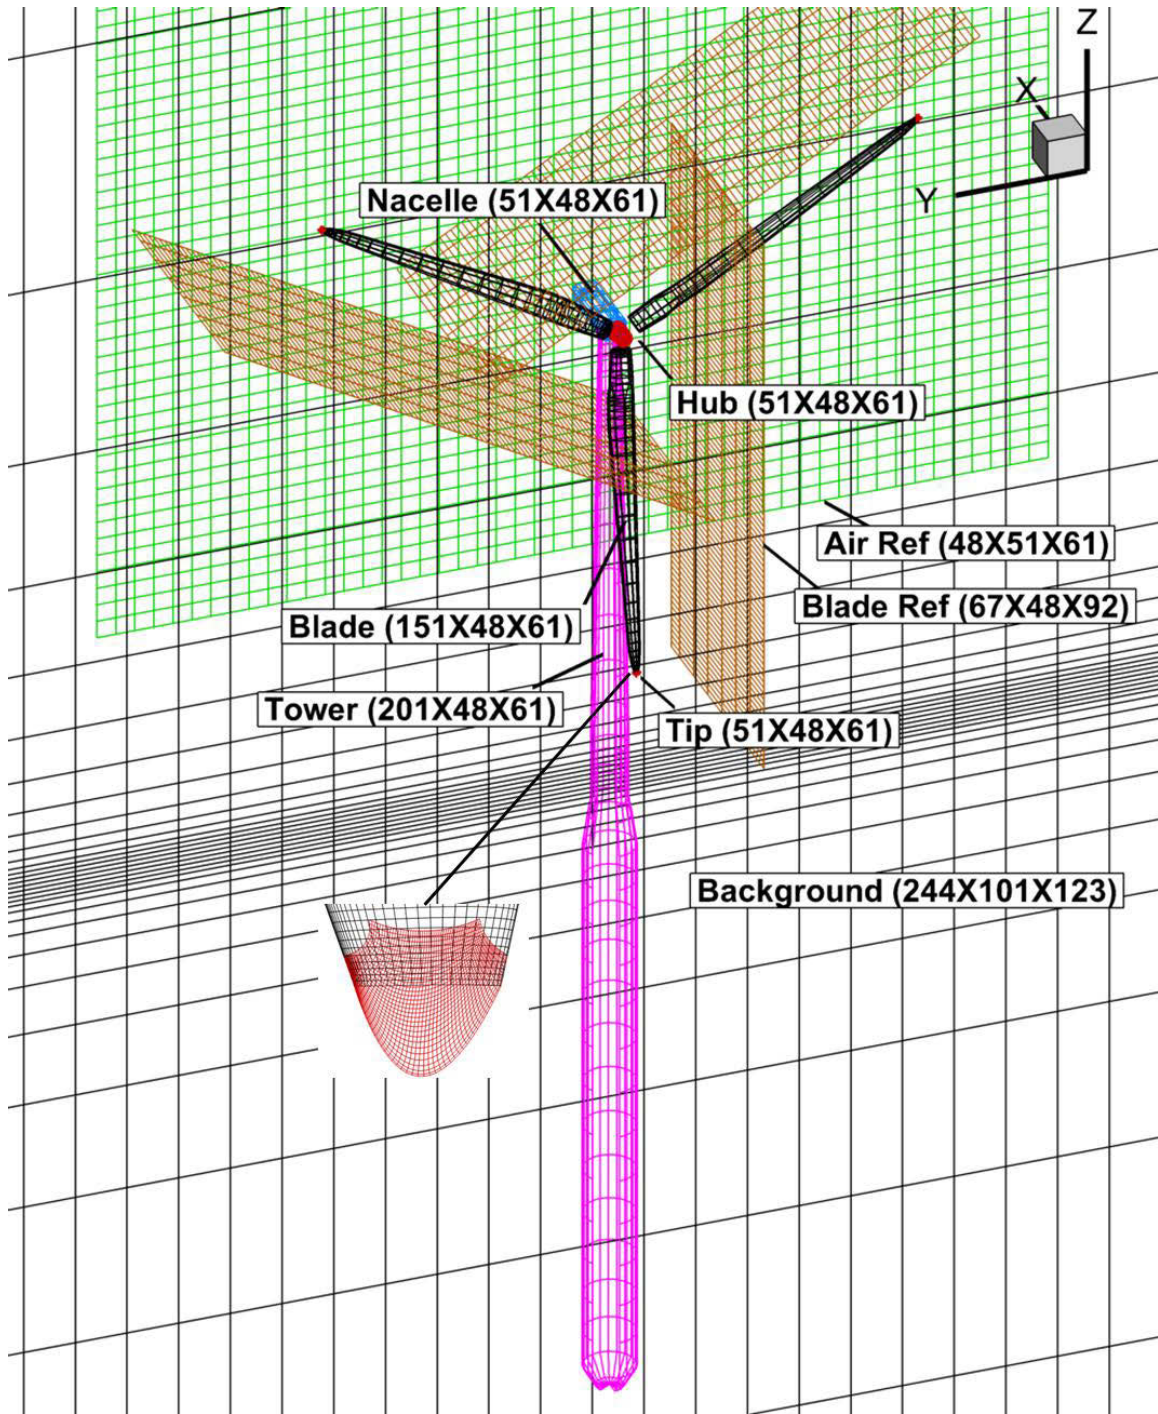 Z
X
Y
Nacelle (51X48X61)
Hub (51X48X61)
Air Ref (48X51X61)
Blade Ref (67X48X92)
Blade (151X48X61)
Tower (201X48X61)
Tip (51X48X61)
Background (244X101X123)